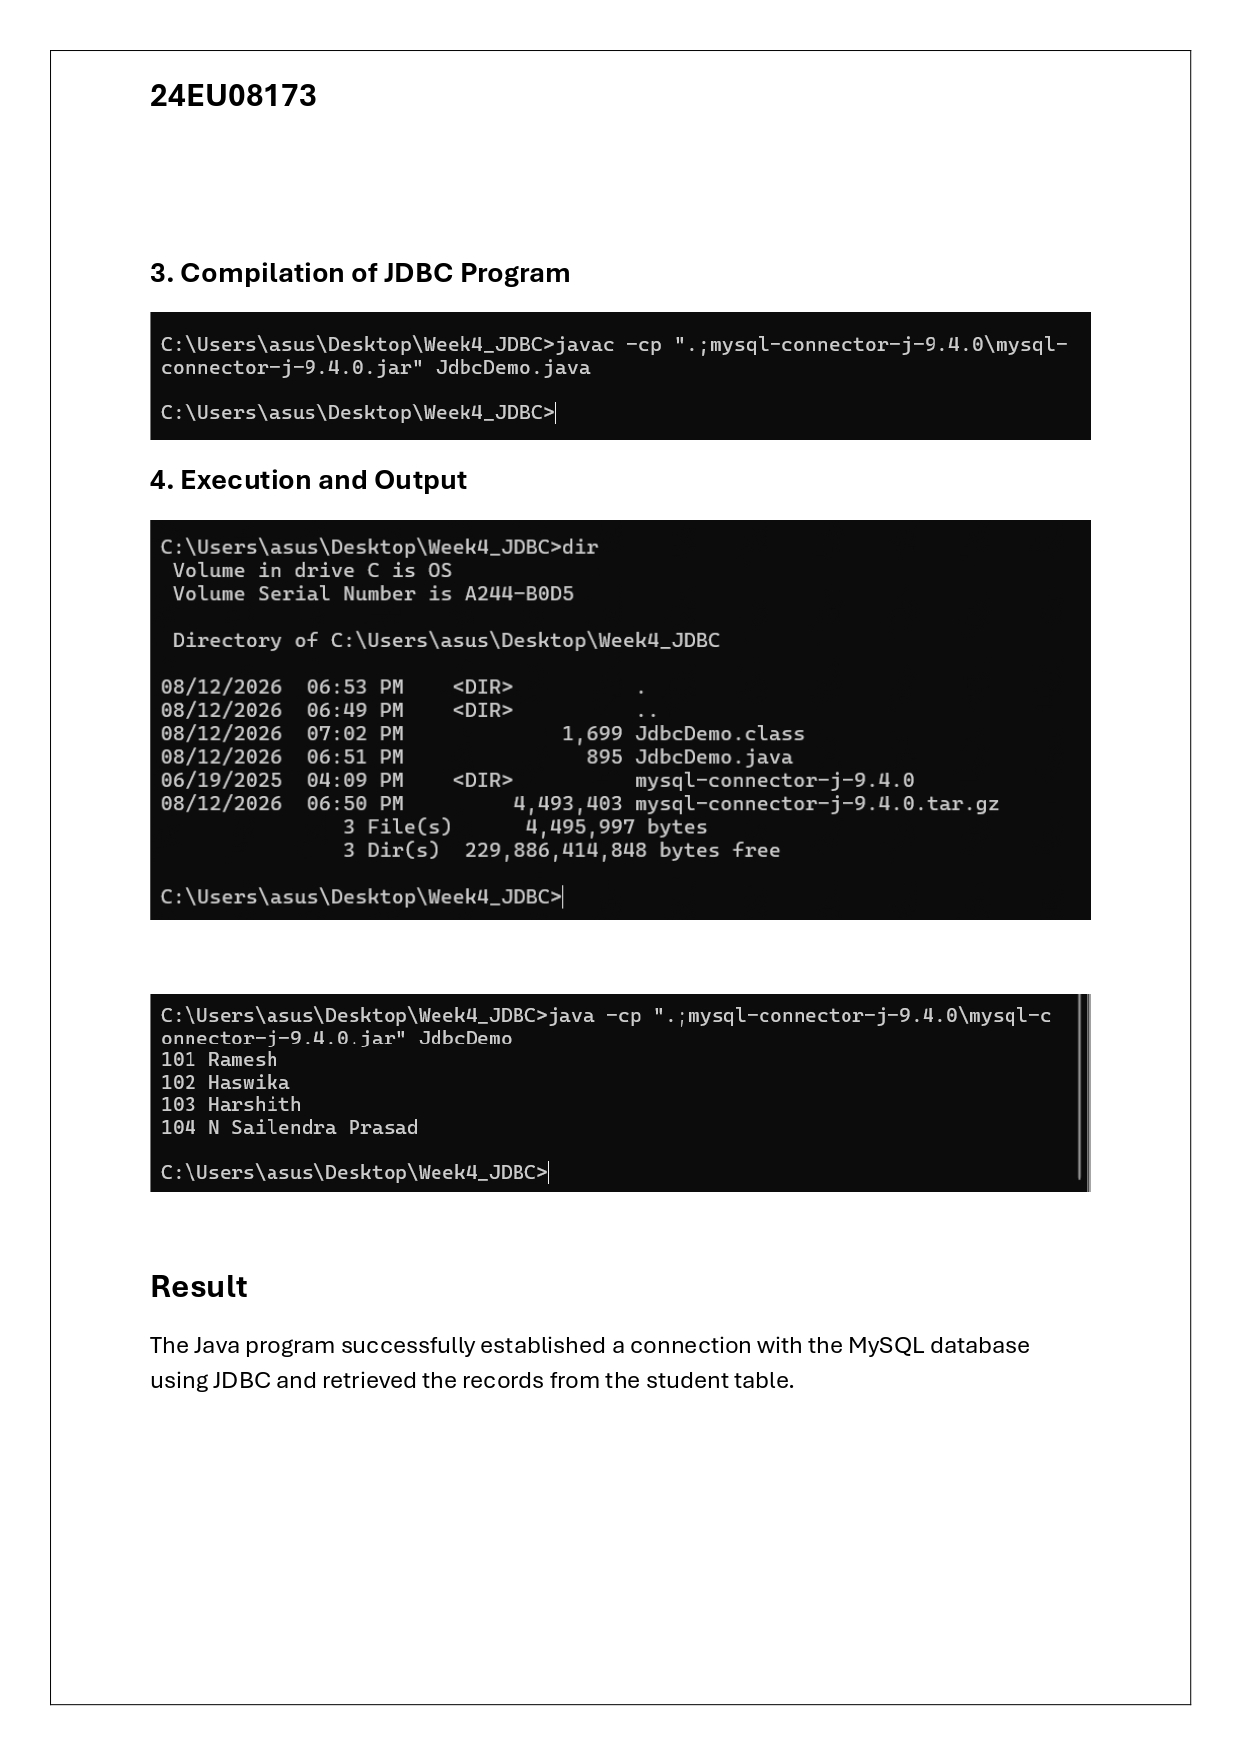 24EU08173
3. Compilation of JDBC Program
C:\Users\asus\Desktop\Week4_JDBC>javac -cp ".;mysql-connector-j-9.4.0\mysql-
connector-j-9.4.0.jar" JdbcDemo.java
C:\Users\asus\Desktop\Week4_JDBC>
4. Execution and Output
C:\Users\asus\Desktop\Week4_JDBC>dir
Volume in drive C is OS
Volume Serial Number is A244-B0D5
Directory of C:\Users\asus\Desktop\Week4_JDBC
08/12/2026  06:53 PM    <DIR>          .
08/12/2026  06:49 PM    <DIR>          ..
08/12/2026  07:02 PM             1,699 JdbcDemo.class
08/12/2026  06:51 PM               895 JdbcDemo.java
06/19/2025  04:09 PM    <DIR>          mysql-connector-j-9.4.0
08/12/2026  06:50 PM         4,493,403 mysql-connector-j-9.4.0.tar.gz
3 File(s)      4,495,997 bytes
3 Dir(s)  229,886,414,848 bytes free
C:\Users\asus\Desktop\Week4_JDBC>
C:\Users\asus\Desktop\Week4_JDBC>java -cp ".;mysql-connector-j-9.4.0\mysql-c
onnector-j-9.4.0.jar" JdbcDemo
101 Ramesh
102 Haswika
103 Harshith
104 N Sailendra Prasad
C:\Users\asus\Desktop\Week4_JDBC>
Result
The Java program successfully established a connection with the MySQL database
using JDBC and retrieved the records from the student table.